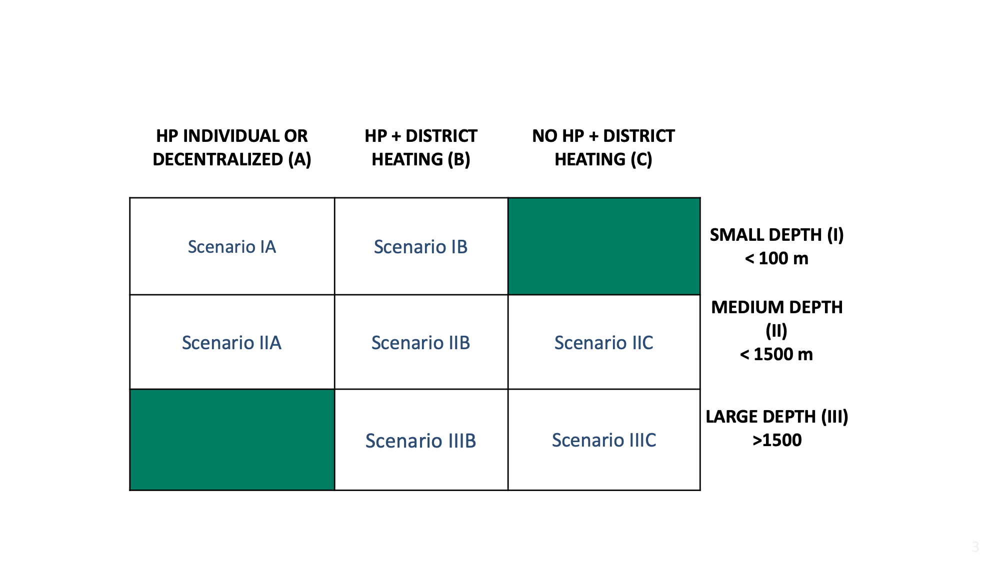 HP INDIVIDUAL OR
DECENTRALIZED (A)
HP + DISTRICT
HEATING (B)
NO HP + DISTRICT
HEATING (C)
Scenario IA
Scenario IB
SMALL DEPTH (I)
< 100 m
Scenario IIA
Scenario IIB
Scenario IIC
MEDIUM DEPTH
(II)
< 1500 m
Scenario IIIB
Scenario IIIC
LARGE DEPTH (III)
>1500
3